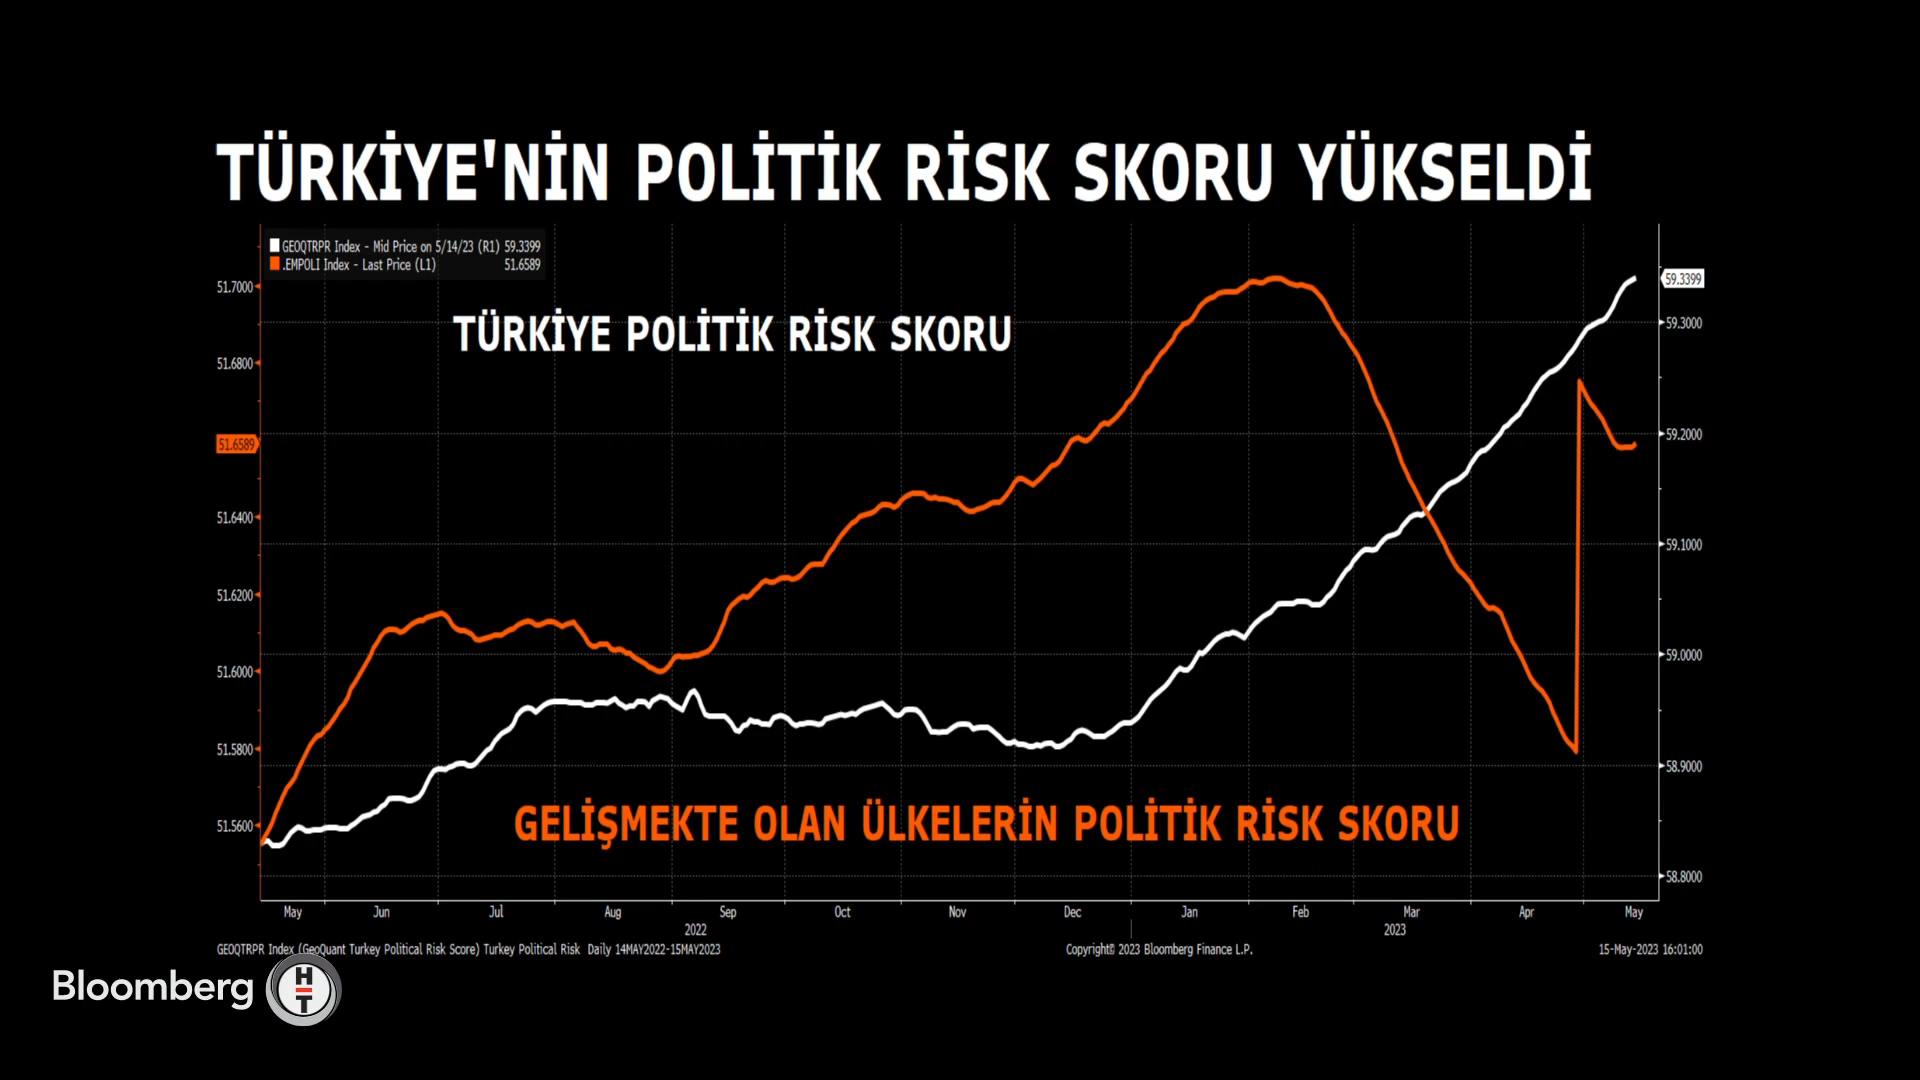 TÜRKİYE'NİN POLİTİK RİSK SKORU YÜKSELDİ
GEOQTRPR Index - Mid Price on 5/14/23 (R1) 59.3399
.EMPOLI Index - Last Price (L1) 51.6589
TÜRKİYE POLİTİK RİSK SKORU
51.7000
51.6800
51.6589
51.6400
51.6200
51.6000
51.5800
51.5600
59.3399
59.3000
59.2000
59.1000
59.0000
58.9000
58.8000
GELİŞMEKTE OLAN ÜLKELERİN POLİTİK RİSK SKORU
May Jun Jul Aug Sep Oct Nov Dec Jan Feb Mar Apr May
2022 2023
GEOQTRPR Index (GeoQuant Turkey Political Risk Score) Turkey Political Risk Daily 14MAY2022-15MAY2023 Copyright© 2023 Bloomberg Finance L.P. 15-May-2023 16:01:00
Bloomberg HT